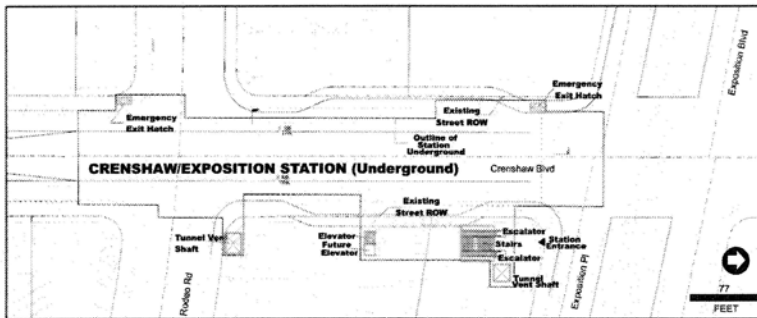 Exposition Blvd
Emergency
Exit Hatch
Emergency
Exit Hatch
Existing
Street ROW
Outline of
Station
Underground
CRENSHAW/EXPOSITION STATION (Underground)
Crenshaw Blvd
Existing
Street ROW
Tunnel Vent
Shaft
Elevator
Future
Elevator
Escalator
Stairs
Escalator
Station
Entrance
Tunnel
Vent Shaft
Rodeo Rd
Exposition Pl
77
FEET